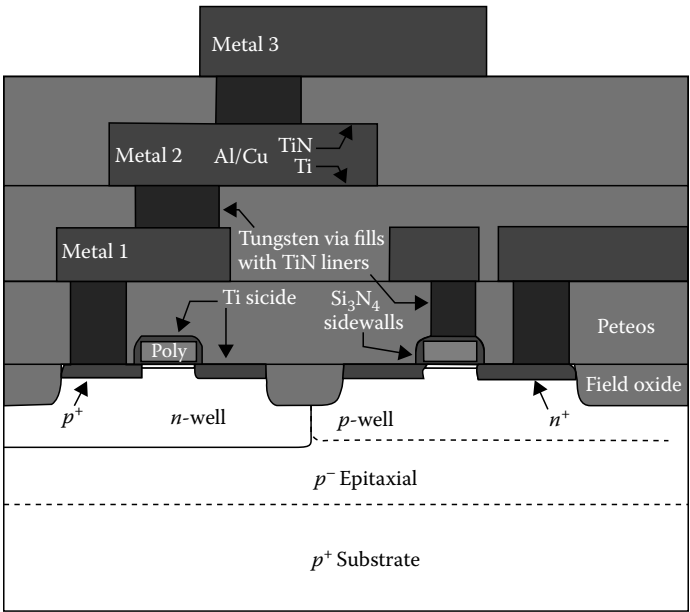 Metal 3
Metal 2 Al/Cu TiN
Ti
Metal 1
Tungsten via fills
with TiN liners
Ti sicide
Si₃N₄
sidewalls
Peteos
Poly
Field oxide
p⁺
n-well
p-well
n⁺
p⁻ Epitaxial
p⁺ Substrate